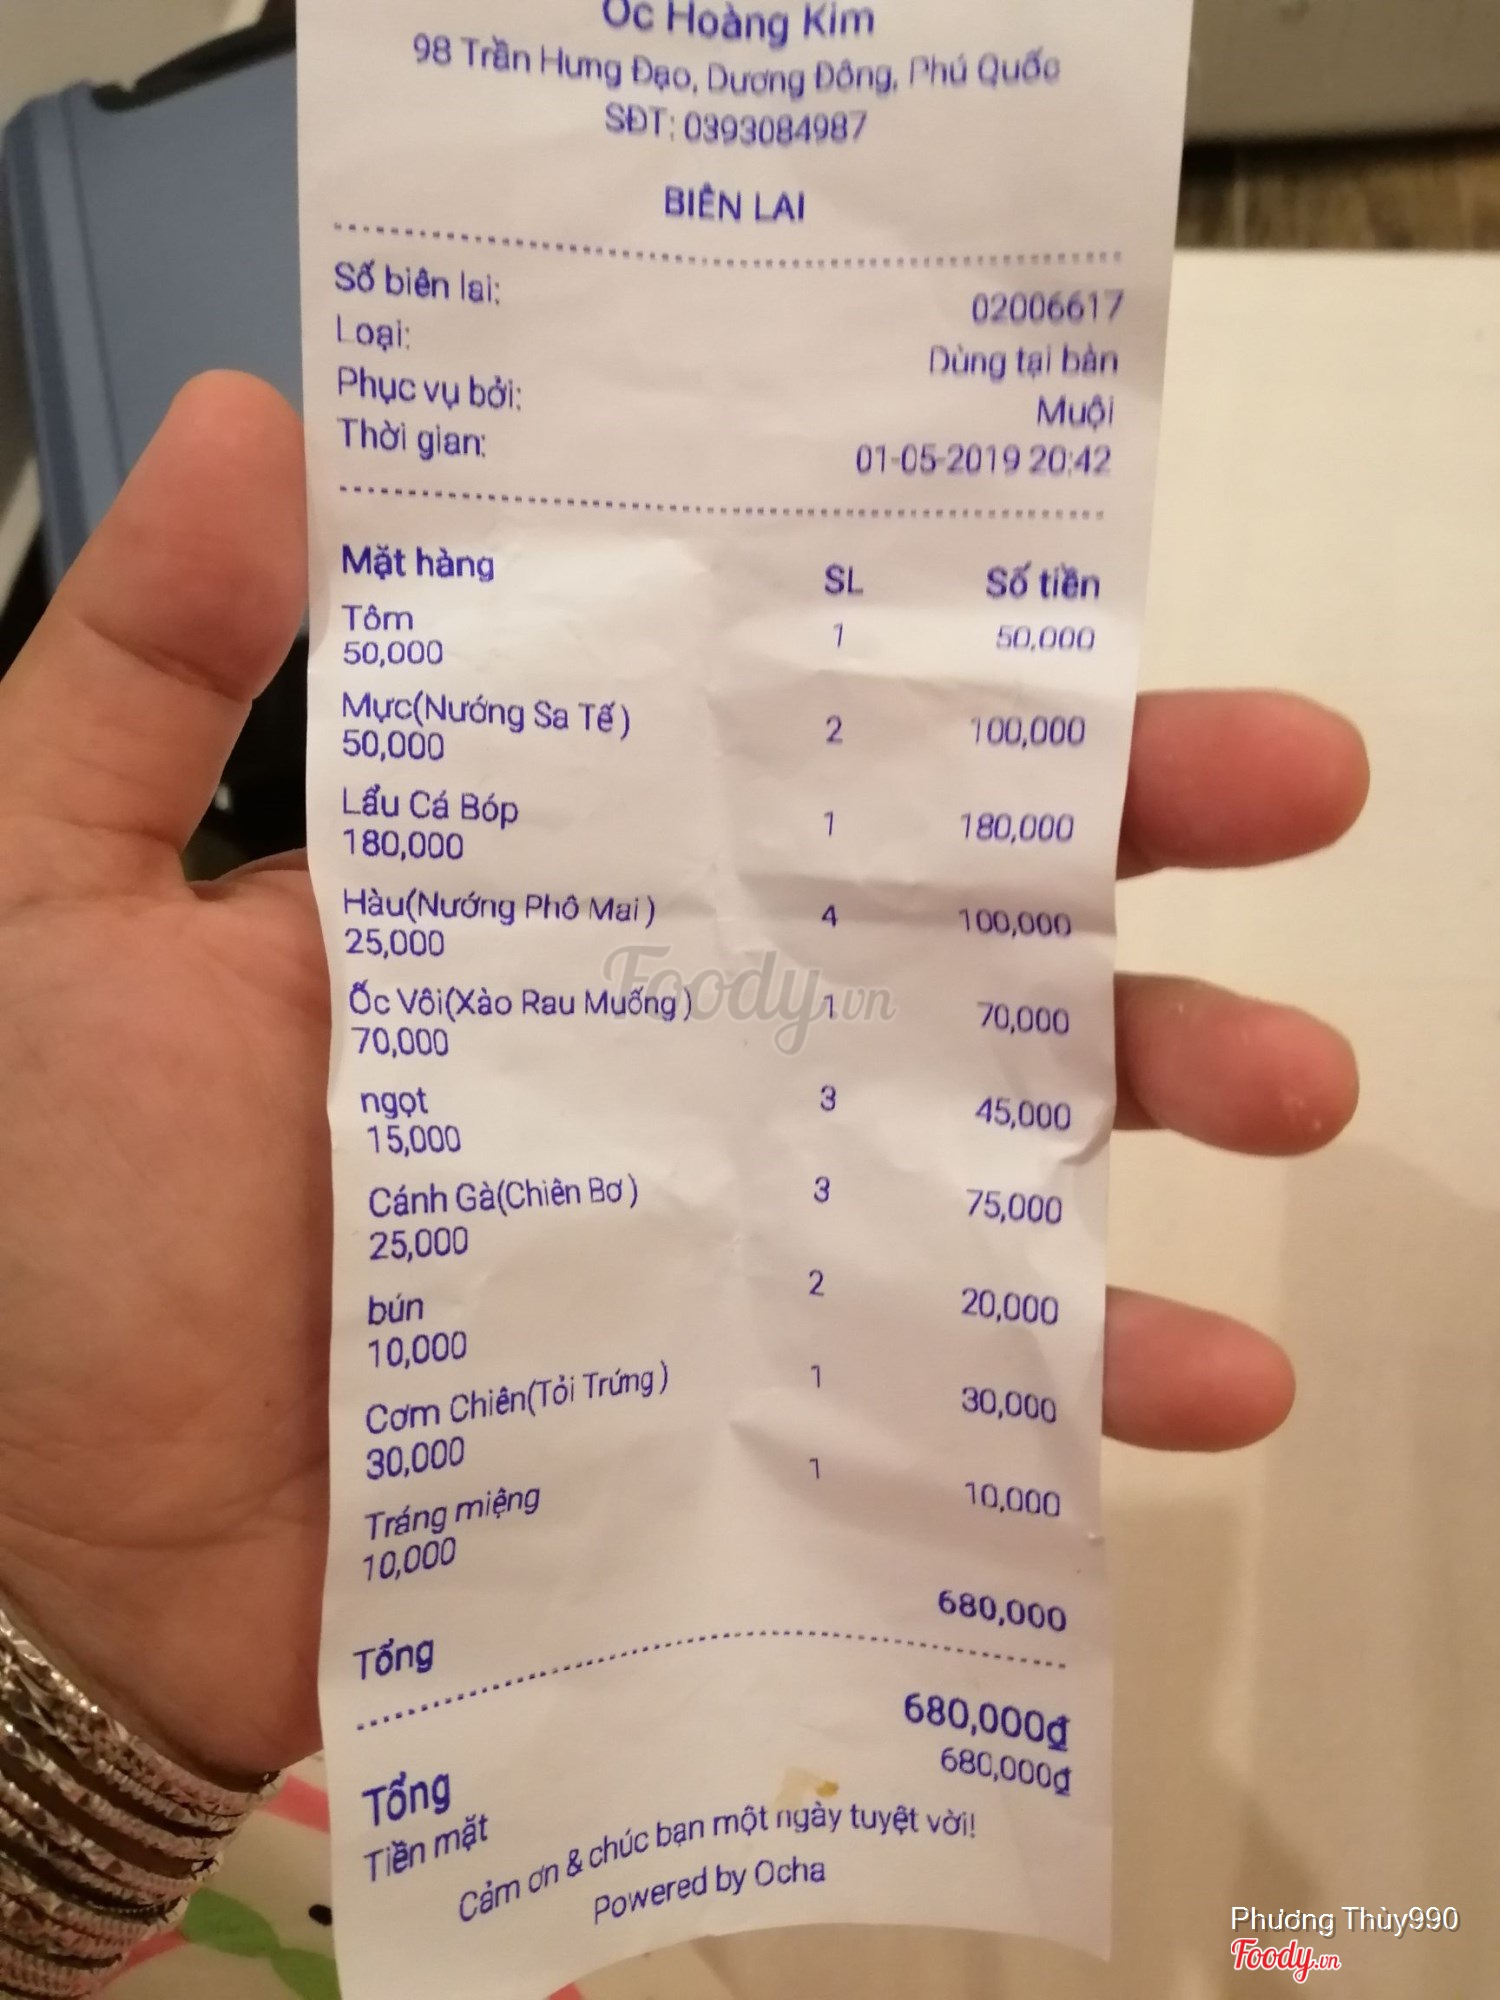 Ốc Hoàng Kim
98 Trần Hưng Đạo, Dương Đông, Phú Quốc
SĐT: 0393084987
BIÊN LAI
Số biên lai: 02006617
Loại: Dùng tại bàn
Phục vụ bởi: Muội
Thời gian: 01-05-2019 20:42
Mặt hàng SL Số tiền
Tôm 1 50,000
50,000
Mực(Nướng Sa Tế ) 2 100,000
50,000
Lẩu Cá Bóp 1 180,000
180,000
Hàu(Nướng Phô Mai ) 4 100,000
25,000
Ốc Vôi(Xào Rau Muống ) 1 70,000
70,000
ngọt 3 45,000
15,000
Cánh Gà(Chiên Bơ ) 3 75,000
25,000
bún 2 20,000
10,000
Cơm Chiên(Tỏi Trứng ) 1 30,000
30,000
Tráng miệng 1 10,000
10,000
Tổng 680,000
Tổng 680,000₫
Tiền mặt 680,000₫
Cảm ơn & chúc bạn một ngày tuyệt vời!
Powered by Ocha
Foody.vn
Phương Thùy990
Foody.vn